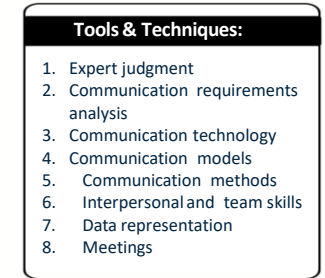 Tools & Techniques:
1. Expert judgment
2. Communication requirements
analysis
3. Communication technology
4. Communication models
5. Communication methods
6. Interpersonal and team skills
7. Data representation
8. Meetings